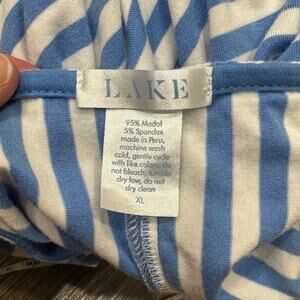 LAKE
95% Modal
5% Spandex
made in Peru,
machine wash
cold, gentle cycle
with like colors, do
not bleach, tumble
dry low, do not
dry clean
XL